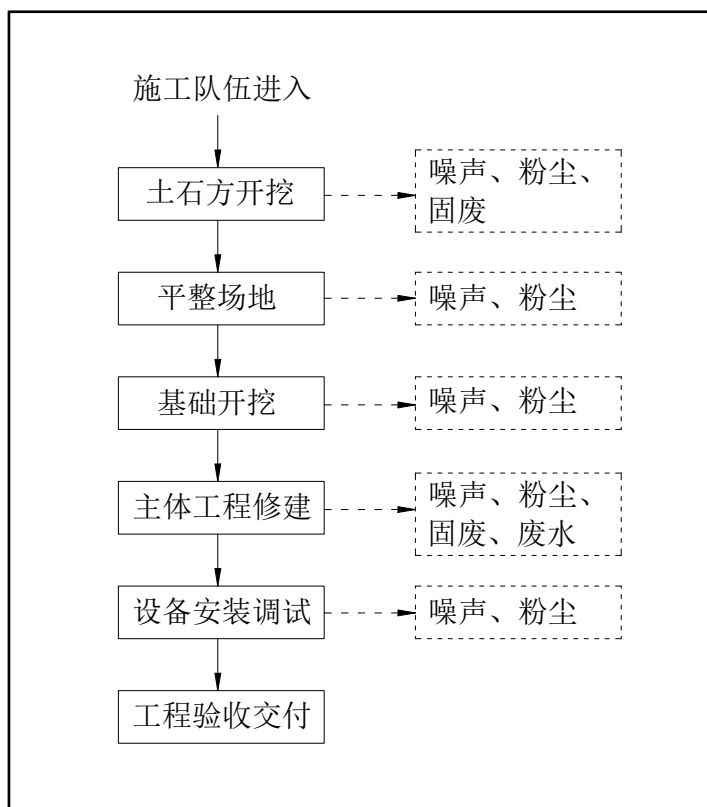 施工队伍进入
土石方开挖
噪声、粉尘、
固废
平整场地
噪声、粉尘
基础开挖
噪声、粉尘
主体工程修建
噪声、粉尘、
固废、废水
设备安装调试
噪声、粉尘
工程验收交付